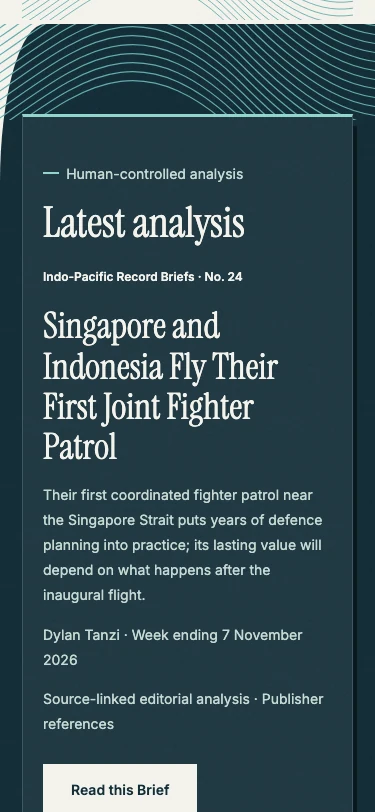 Human-controlled analysis
Latest analysis
Indo-Pacific Record Briefs · No. 24
Singapore and
Indonesia Fly Their
First Joint Fighter
Patrol
Their first coordinated fighter patrol near
the Singapore Strait puts years of defence
planning into practice; its lasting value will
depend on what happens after the
inaugural flight.
Dylan Tanzi · Week ending 7 November
2026
Source-linked editorial analysis · Publisher
references
Read this Brief